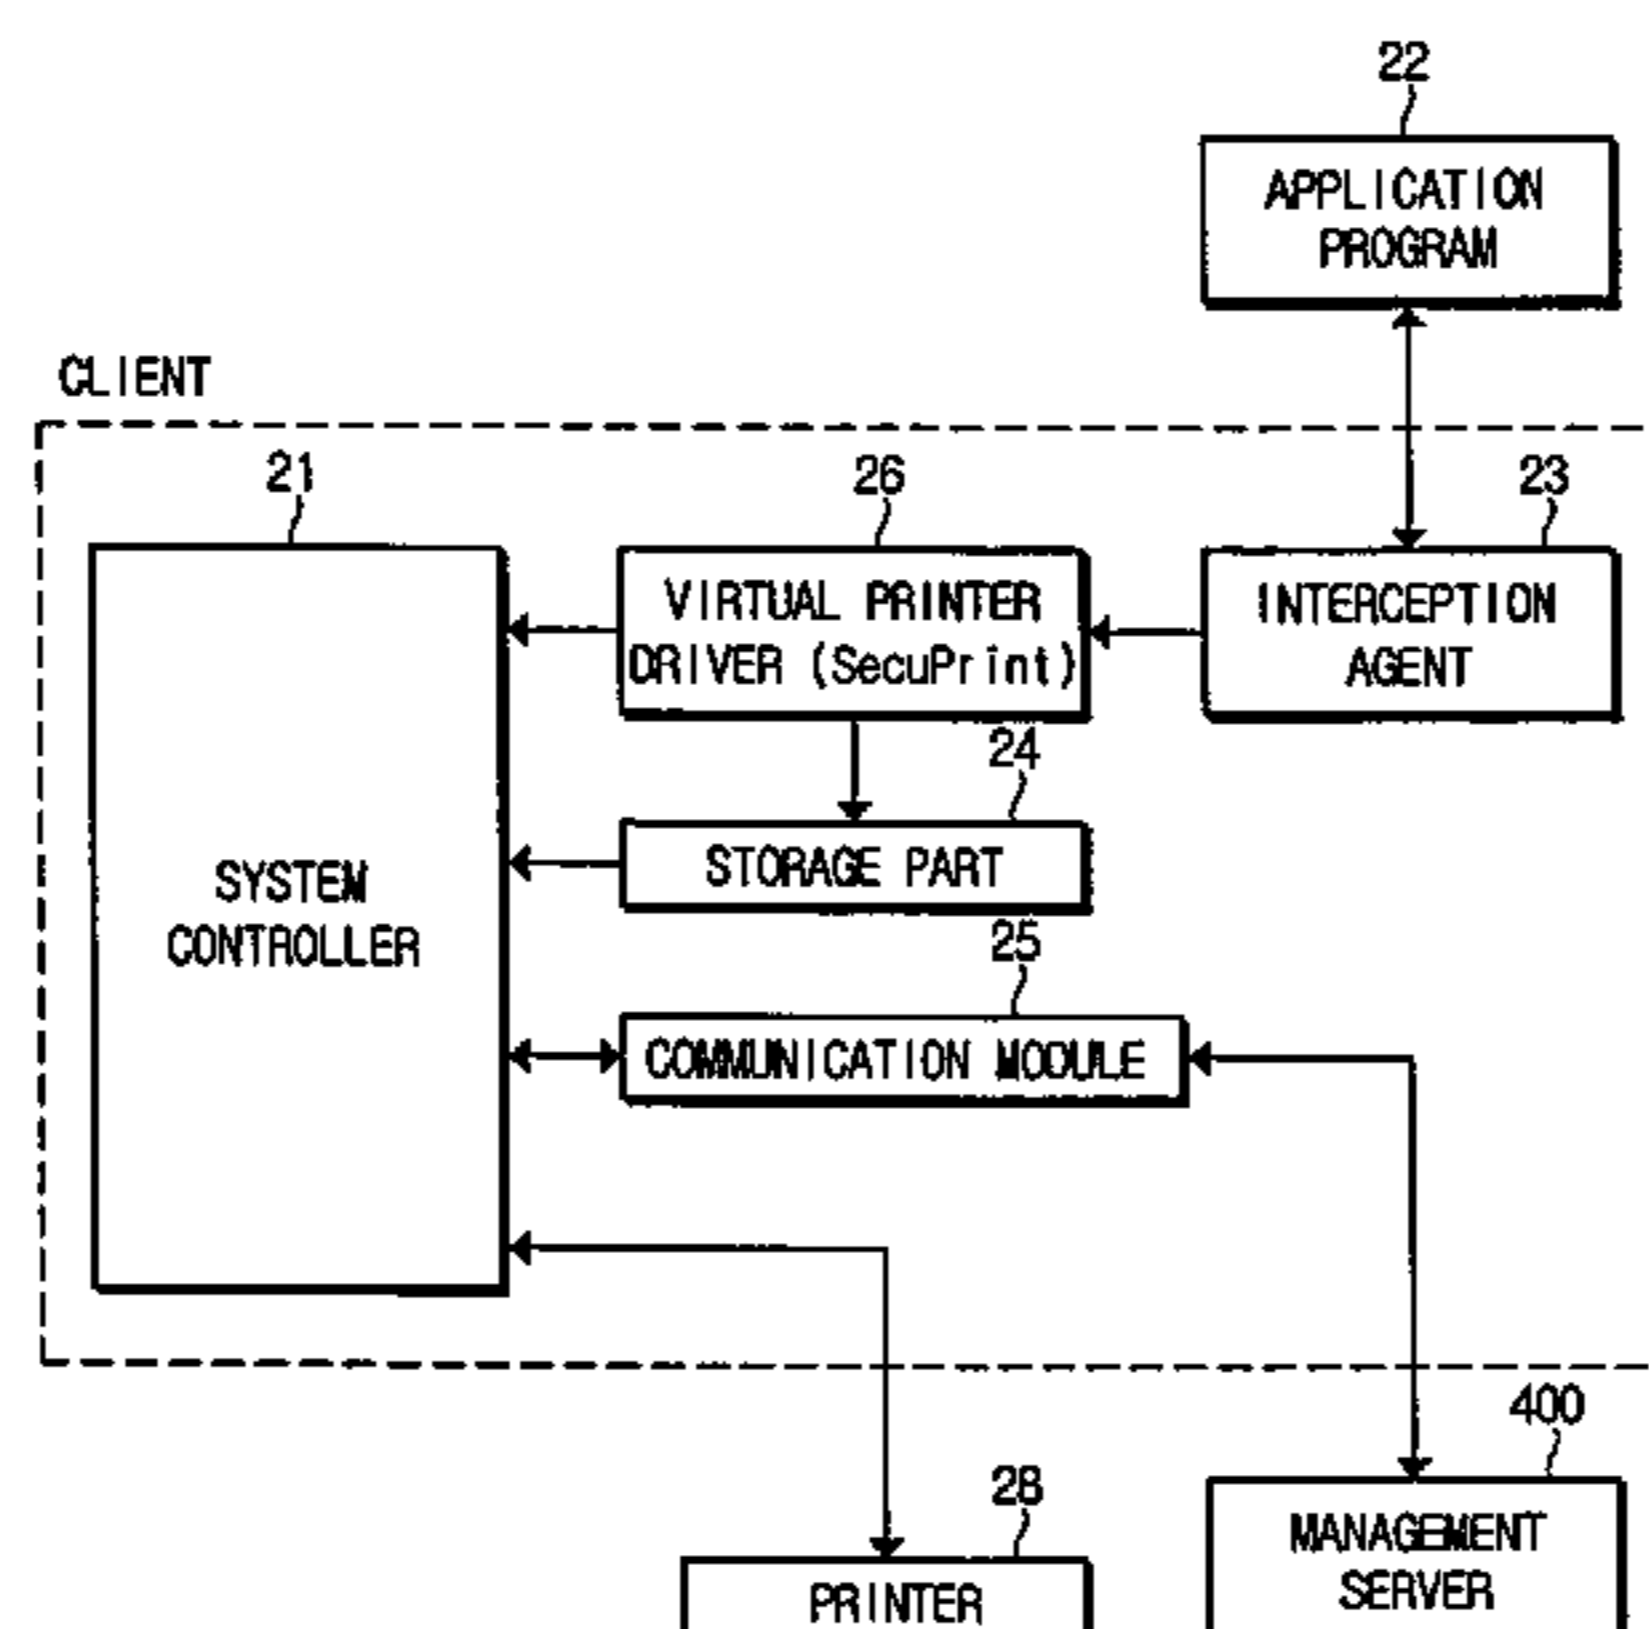 22
APPLICATION
PROGRAM
CLIENT
21
26
23
VIRTUAL PRINTER
DRIVER (SecuPrint)
INTERCEPTION
AGENT
24
STORAGE PART
SYSTEM
CONTROLLER
25
COMMUNICATION MODULE
400
28
MANAGEMENT
SERVER
PRINTER